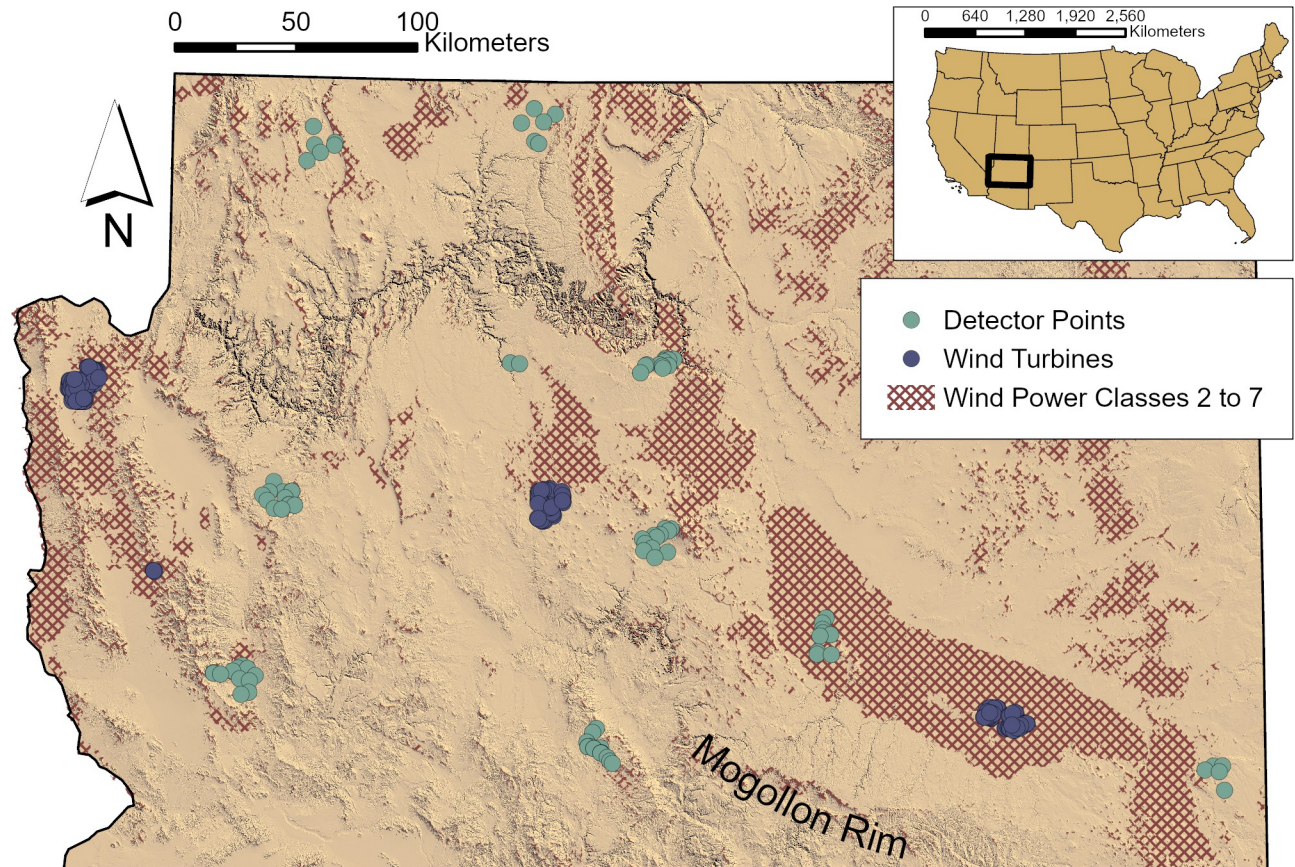 0 50 100
Kilometers
0 640 1,280 1,920 2,560
Kilometers
N
Detector Points
Wind Turbines
Wind Power Classes 2 to 7
Mogollon Rim